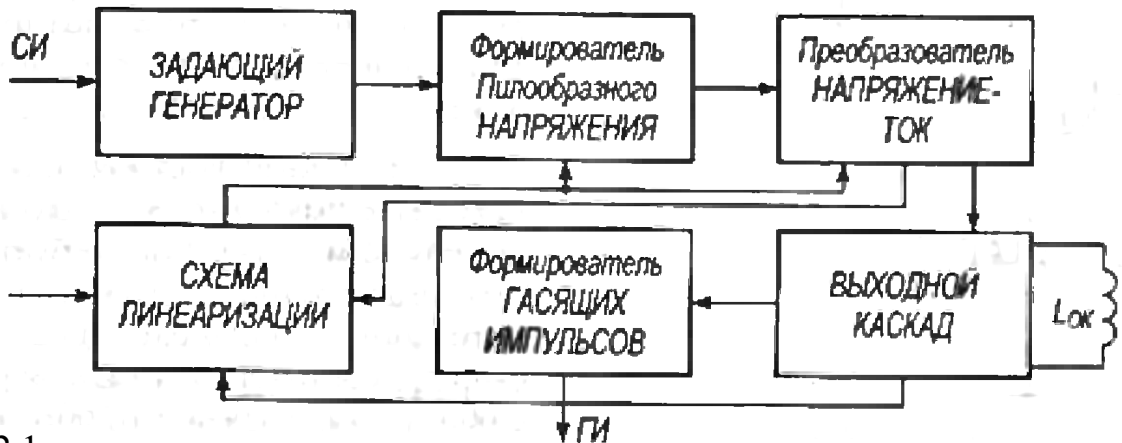 СИ
ЗАДАЮЩИЙ
ГЕНЕРАТОР
Формирователь
Пилообразного
НАПРЯЖЕНИЯ
Преобразователь
НАПРЯЖЕНИЕ-
ТОК
СХЕМА
ЛИНЕАРИЗАЦИИ
Формирователь
ГАСЯЩИХ
ИМПУЛЬСОВ
ВЫХОДНОЙ
КАСКАД
Lок
ГИ